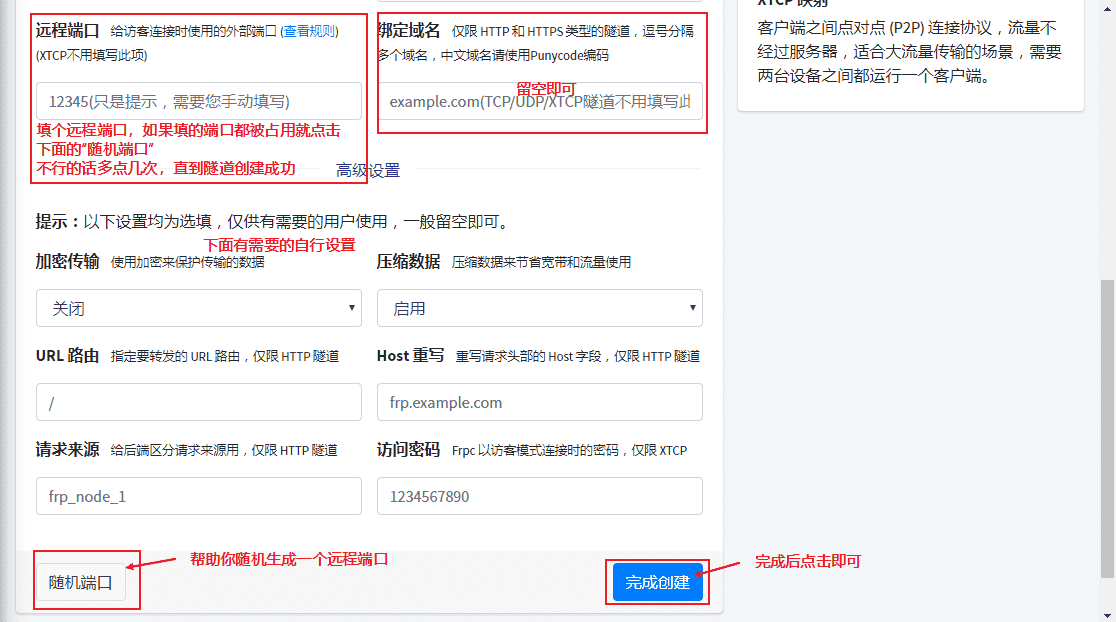 XTCP 映射
客户端之间点对点 (P2P) 连接协议，流量不
经过服务器，适合大流量传输的场景，需要
两台设备之间都运行一个客户端。
远程端口 给访客连接时使用的外部端口 (查看规则)
(XTCP不用填写此项)
12345(只是提示，需要您手动填写)
填个远程端口，如果填的端口都被占用就点击
下面的“随机端口”
不行的话多点几次，直到隧道创建成功
绑定域名 仅限 HTTP 和 HTTPS 类型的隧道，逗号分隔
多个域名，中文域名请使用Punycode编码
留空即可
example.com(TCP/UDP/XTCP隧道不用填写此
高级设置
提示：以下设置均为选填，仅供有需要的用户使用，一般留空即可。
下面有需要的自行设置
加密传输 使用加密来保护传输的数据
关闭
压缩数据 压缩数据来节省宽带和流量使用
启用
URL 路由 指定要转发的 URL 路由，仅限 HTTP 隧道
/
Host 重写 重写请求头部的 Host 字段，仅限 HTTP 隧道
frp.example.com
请求来源 给后端区分请求来源用，仅限 HTTP 隧道
frp_node_1
访问密码 Frpc 以访客模式连接时的密码，仅限 XTCP
1234567890
随机端口
帮助你随机生成一个远程端口
完成创建
完成后点击即可